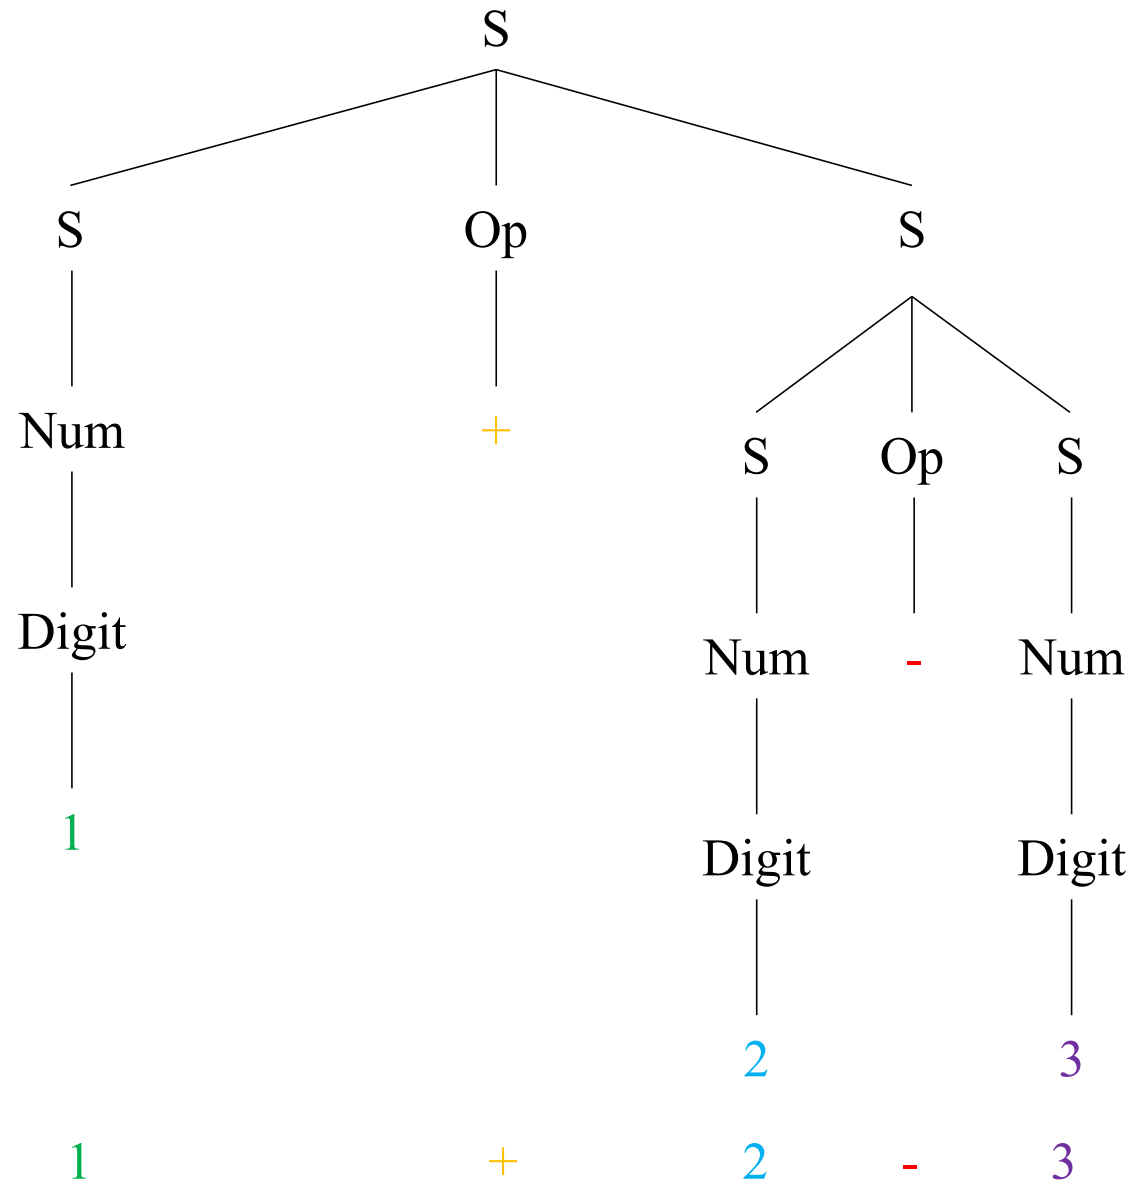 S
S Op S
Num +
S Op S
Digit
Num - Num
1
Digit Digit
2 3
1 + 2 - 3